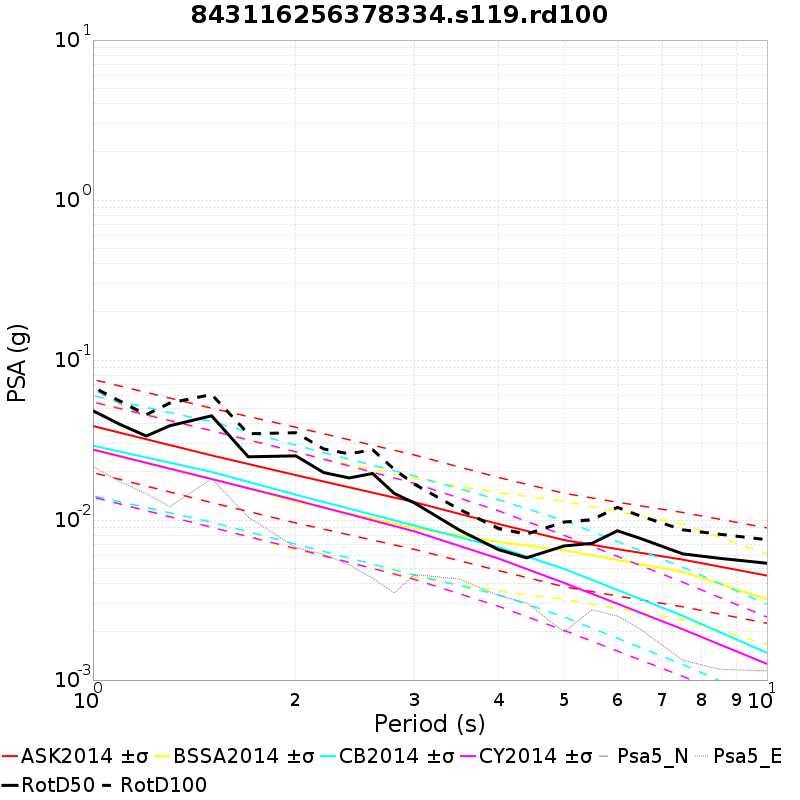 843116256378334.s119.rd100
10^1
10^0
10^-1
10^-2
10^-3
PSA (g)
10^0 2 3 4 5 6 7 8 9 10^1
Period (s)
ASK2014 ±σ BSSA2014 ±σ CB2014 ±σ CY2014 ±σ Psa5_N Psa5_E
RotD50 RotD100